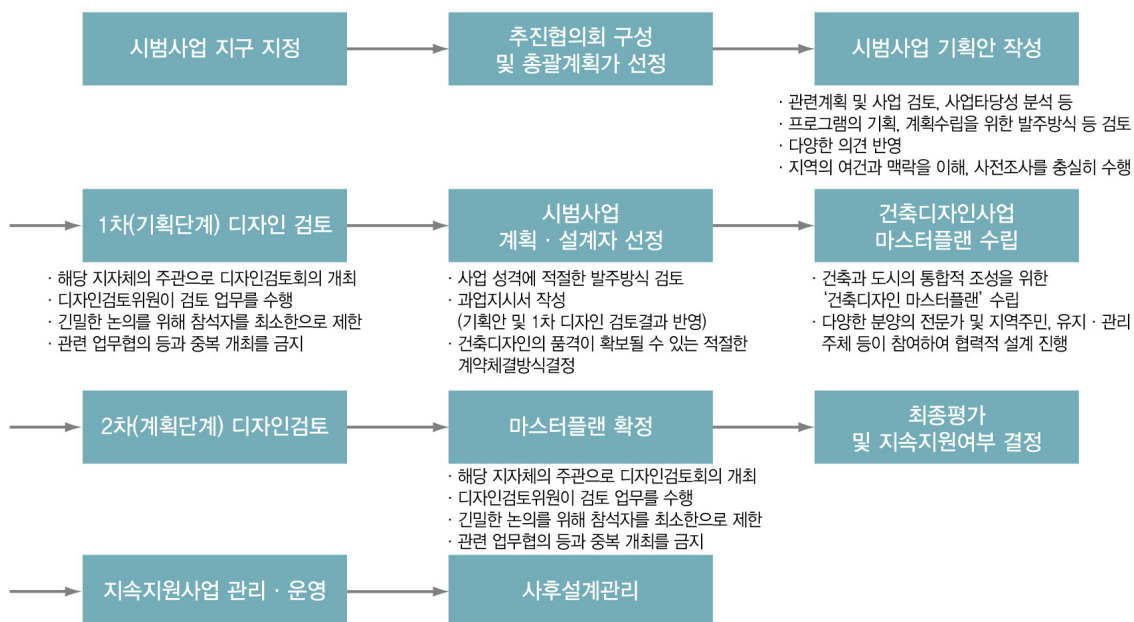 시범사업 지구 지정
추진협의회 구성
및 총괄계획가 선정
시범사업 기획안 작성
· 관련계획 및 사업 검토, 사업타당성 분석 등
· 프로그램의 기획, 계획수립을 위한 발주방식 등 검토
· 다양한 의견 반영
· 지역의 여건과 맥락을 이해, 사전조사를 충실히 수행
1차(기획단계) 디자인 검토
· 해당 지자체의 주관으로 디자인검토회의 개최
· 디자인검토위원이 검토 업무를 수행
· 긴밀한 논의를 위해 참석자를 최소한으로 제한
· 관련 업무협의 등과 중복 개최를 금지
시범사업
계획 · 설계자 선정
· 사업 성격에 적절한 발주방식 검토
· 과업지시서 작성
(기획안 및 1차 디자인 검토결과 반영)
· 건축디자인의 품격이 확보될 수 있는 적절한
계약체결방식결정
건축디자인사업
마스터플랜 수립
· 건축과 도시의 통합적 조성을 위한
‘건축디자인 마스터플랜’ 수립
· 다양한 분양의 전문가 및 지역주민, 유지 · 관리
주체 등이 참여하여 협력적 설계 진행
2차(계획단계) 디자인검토
마스터플랜 확정
· 해당 지자체의 주관으로 디자인검토회의 개최
· 디자인검토위원이 검토 업무를 수행
· 긴밀한 논의를 위해 참석자를 최소한으로 제한
· 관련 업무협의 등과 중복 개최를 금지
최종평가
및 지속지원여부 결정
지속지원사업 관리 · 운영
사후설계관리